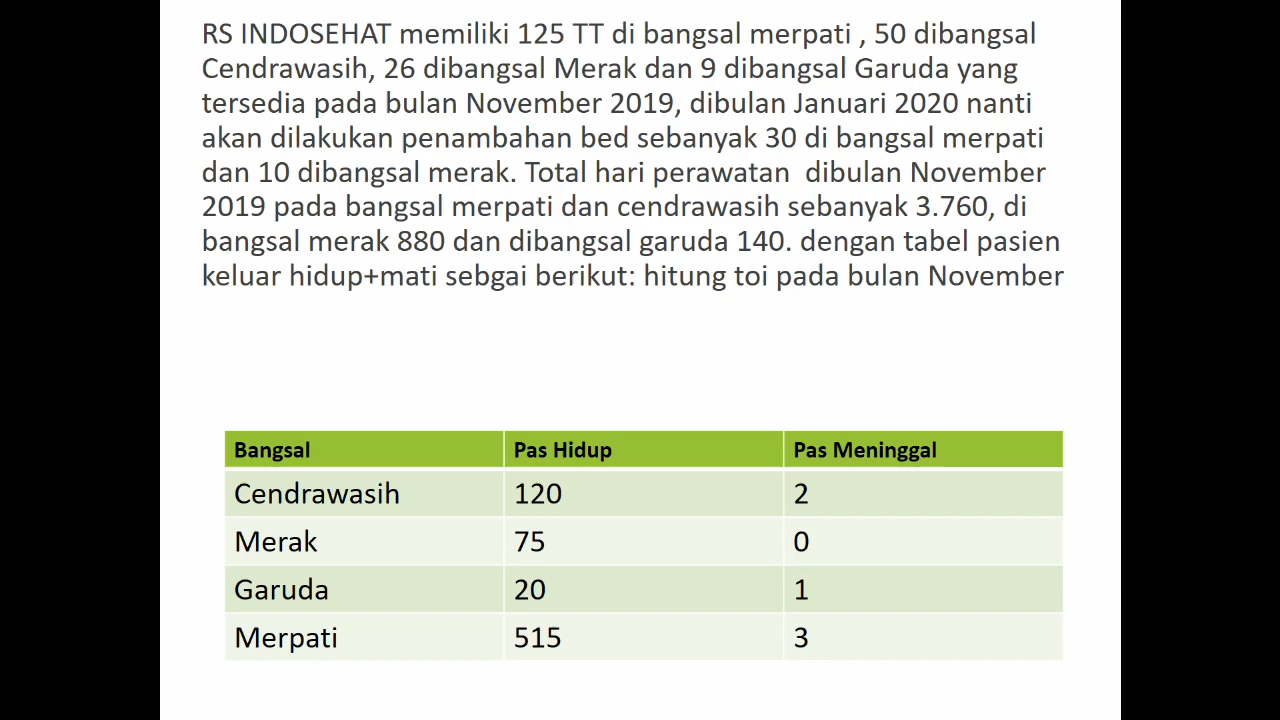 RS INDOSEHAT memiliki 125 TT di bangsal merpati , 50 dibangsal
Cendrawasih, 26 dibangsal Merak dan 9 dibangsal Garuda yang
tersedia pada bulan November 2019, dibulan Januari 2020 nanti
akan dilakukan penambahan bed sebanyak 30 di bangsal merpati
dan 10 dibangsal merak. Total hari perawatan  dibulan November
2019 pada bangsal merpati dan cendrawasih sebanyak 3.760, di
bangsal merak 880 dan dibangsal garuda 140. dengan tabel pasien
keluar hidup+mati sebgai berikut: hitung toi pada bulan November
Bangsal Pas Hidup Pas Meninggal
Cendrawasih 120 2
Merak 75 0
Garuda 20 1
Merpati 515 3